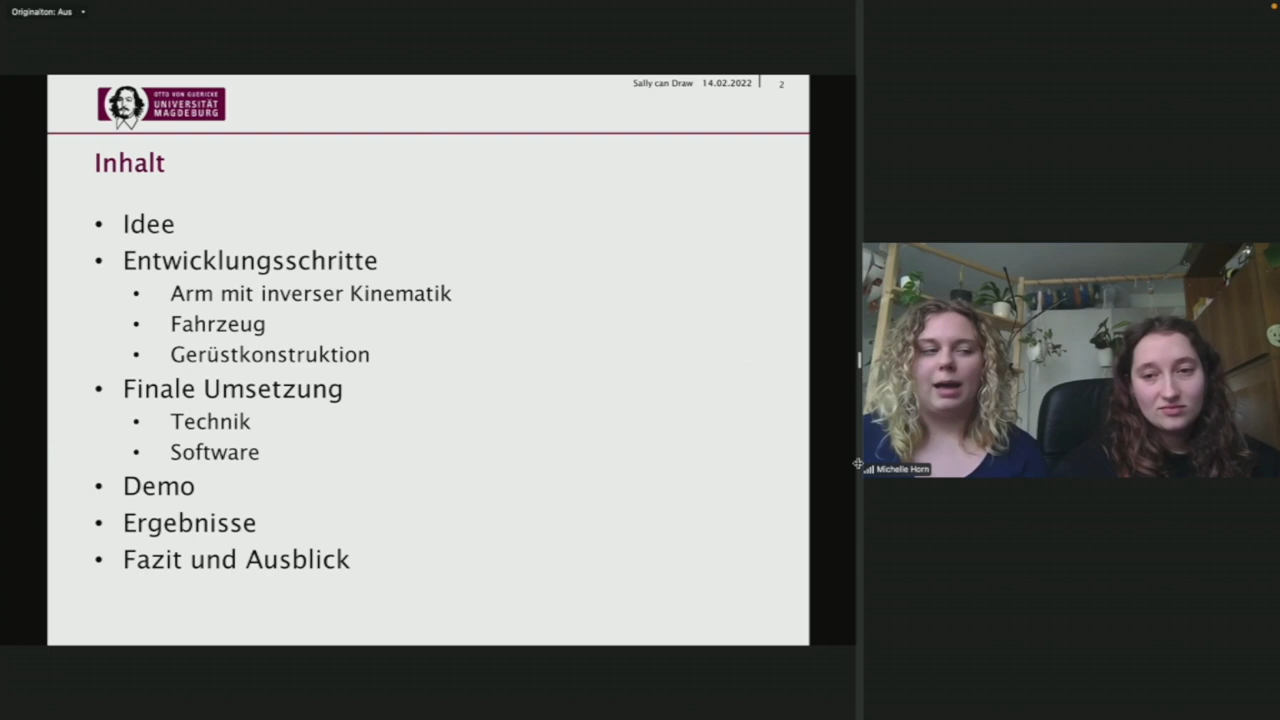 Originalton: Aus
Sally can Draw 14.02.2022 2
OTTO VON GUERICKE
UNIVERSITÄT
MAGDEBURG
Inhalt
• Idee
• Entwicklungsschritte
• Arm mit inverser Kinematik
• Fahrzeug
• Gerüstkonstruktion
• Finale Umsetzung
• Technik
• Software
• Demo
• Ergebnisse
• Fazit und Ausblick
Michelle Horn